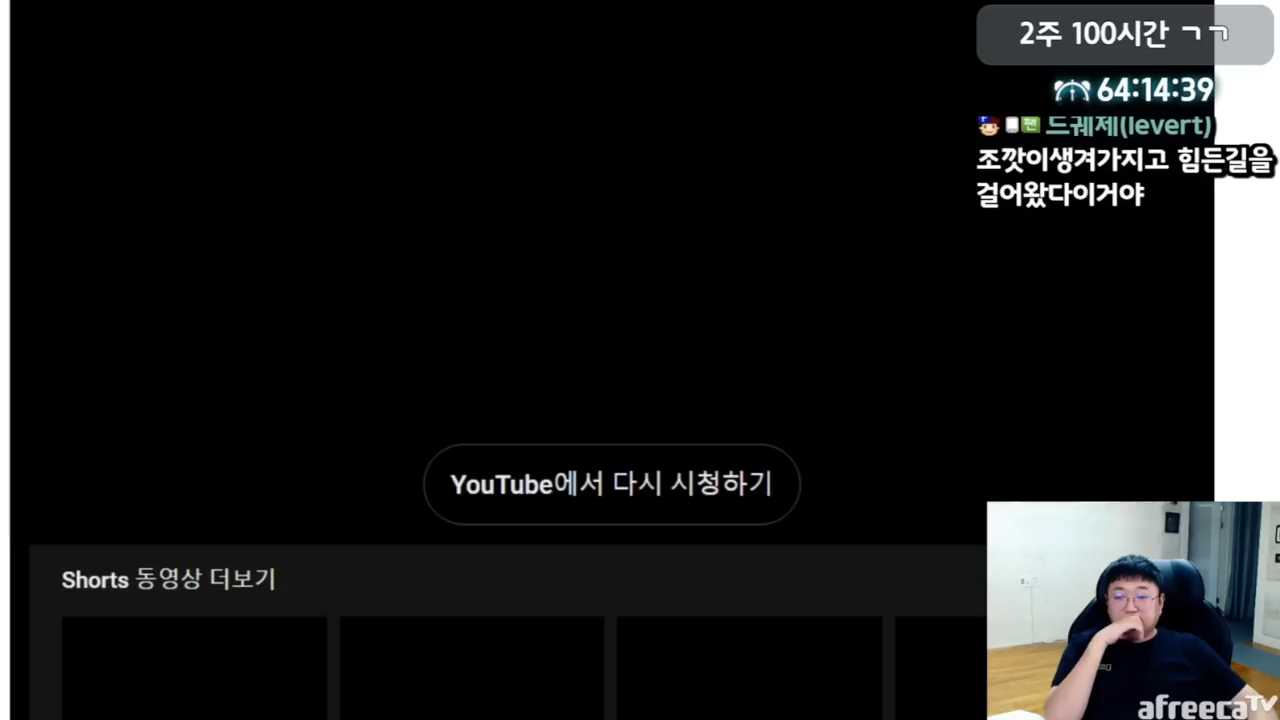 2주 100시간 ㄱㄱ
64:14:39
팬 드궤제(levert)
조깟이생겨가지고 힘든길을
걸어왔다이거야
YouTube에서 다시 시청하기
Shorts 동영상 더보기
afreecaTV